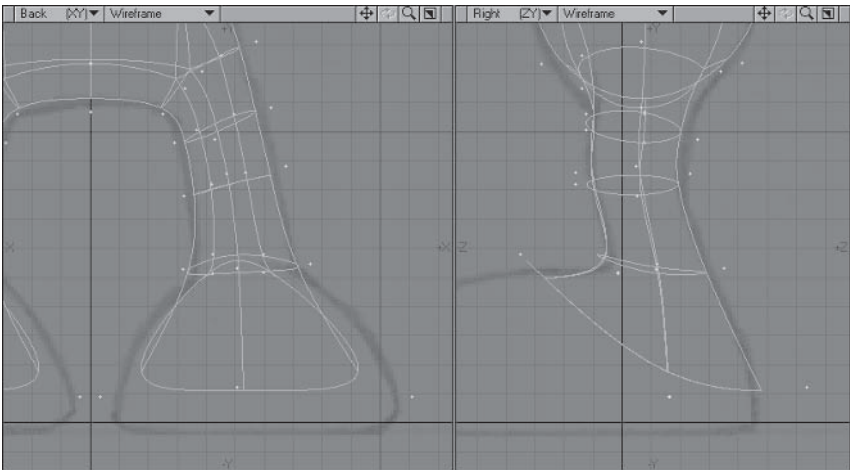 Back (XY) Wireframe
Right (ZY) Wireframe
+Y
+Y
-X
+X
-Z
+Z
-Y
-Y